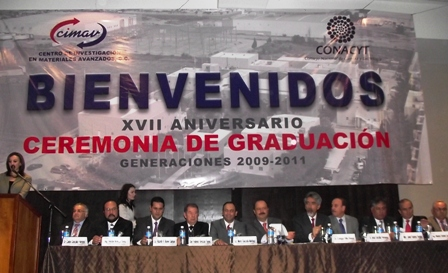 cimav
CENTRO DE INVESTIGACIÓN
EN MATERIALES AVANZADOS, S.C.
CONACYT
BIENVENIDOS
XVII ANIVERSARIO
CEREMONIA DE GRADUACIÓN
GENERACIONES 2009-2011